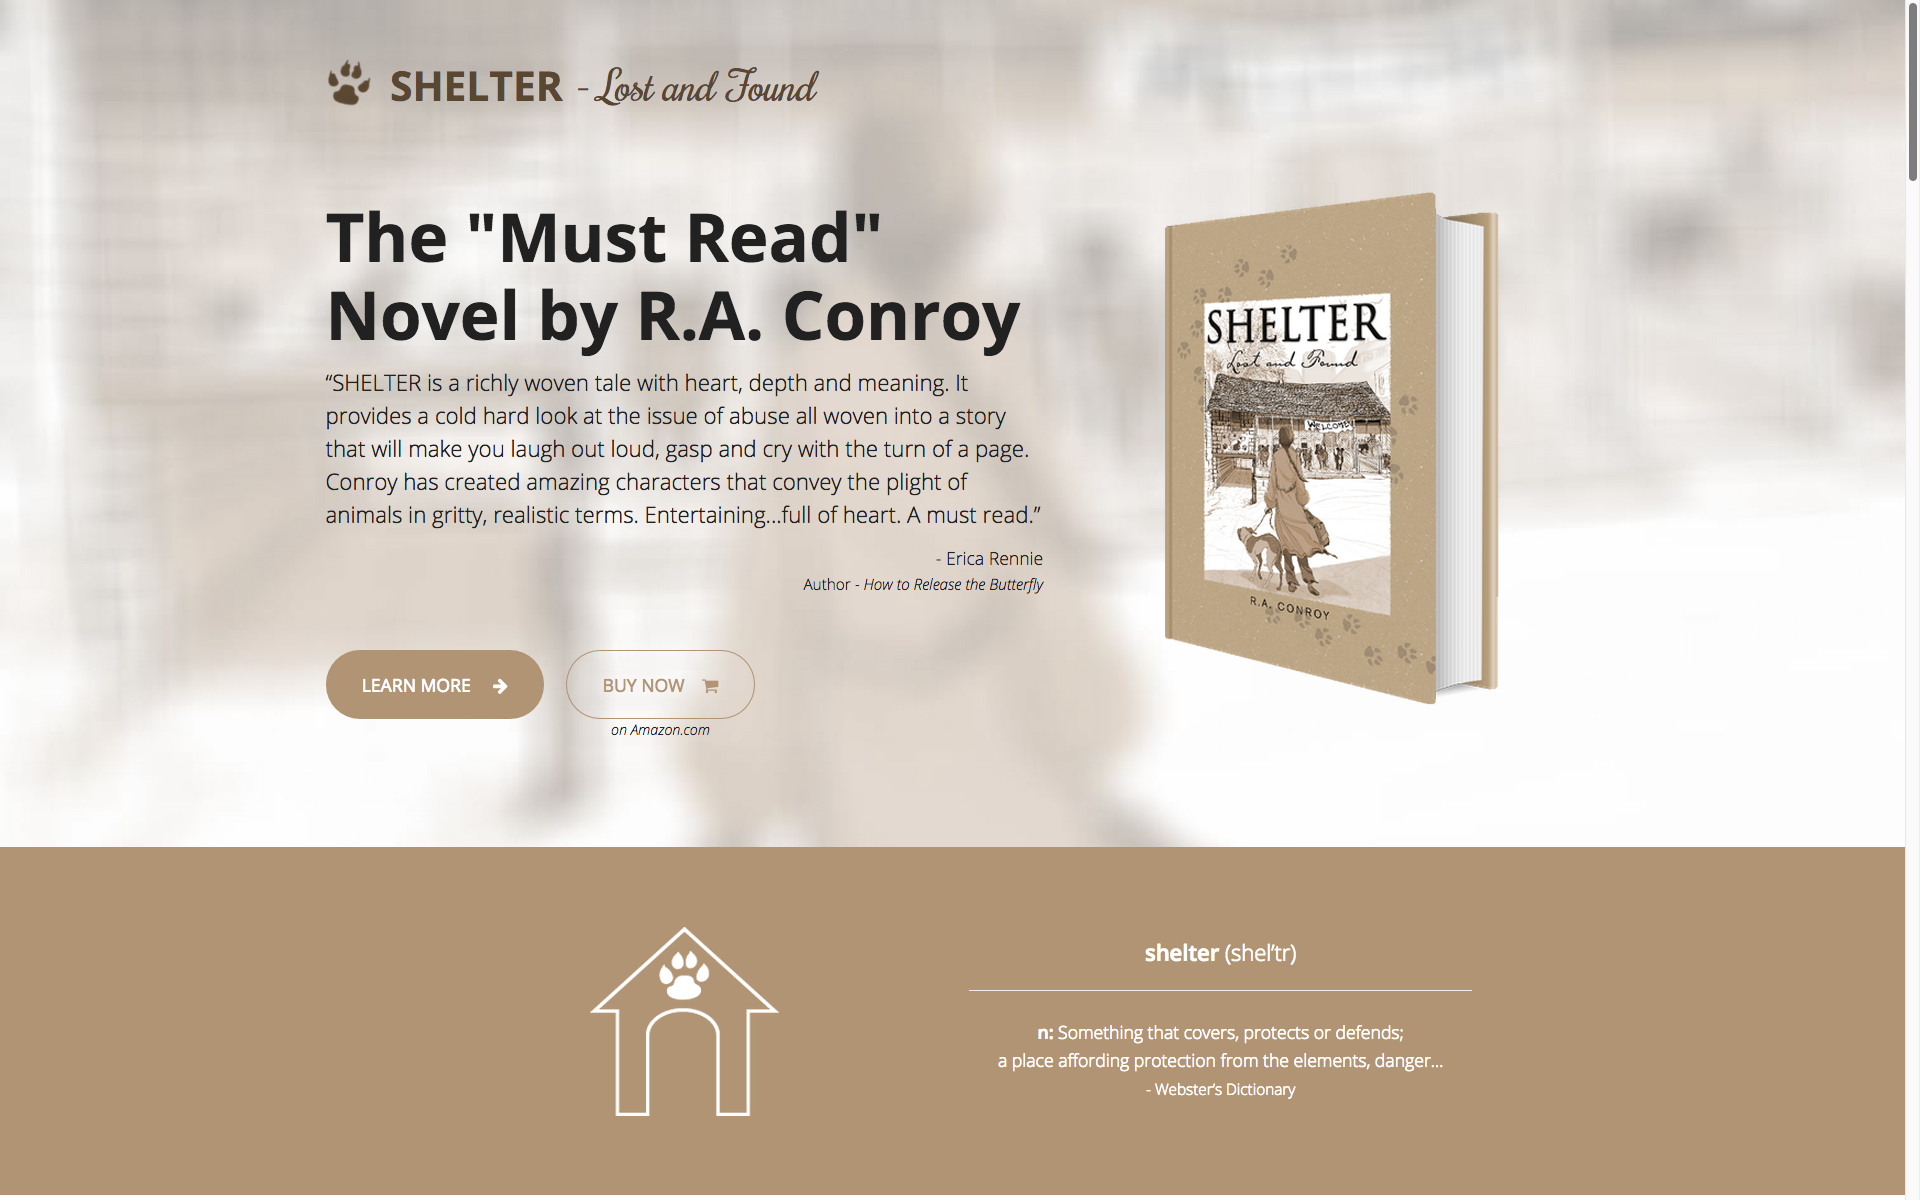 SHELTER - Lost and Found
The "Must Read"
Novel by R.A. Conroy
“SHELTER is a richly woven tale with heart, depth and meaning. It
provides a cold hard look at the issue of abuse all woven into a story
that will make you laugh out loud, gasp and cry with the turn of a page.
Conroy has created amazing characters that convey the plight of
animals in gritty, realistic terms. Entertaining...full of heart. A must read.”
- Erica Rennie
Author - How to Release the Butterfly
LEARN MORE
BUY NOW
on Amazon.com
SHELTER
Lost and Found
WELCOME
R.A. CONROY
shelter (shel’tr)
n: Something that covers, protects or defends;
a place affording protection from the elements, danger...
- Webster’s Dictionary